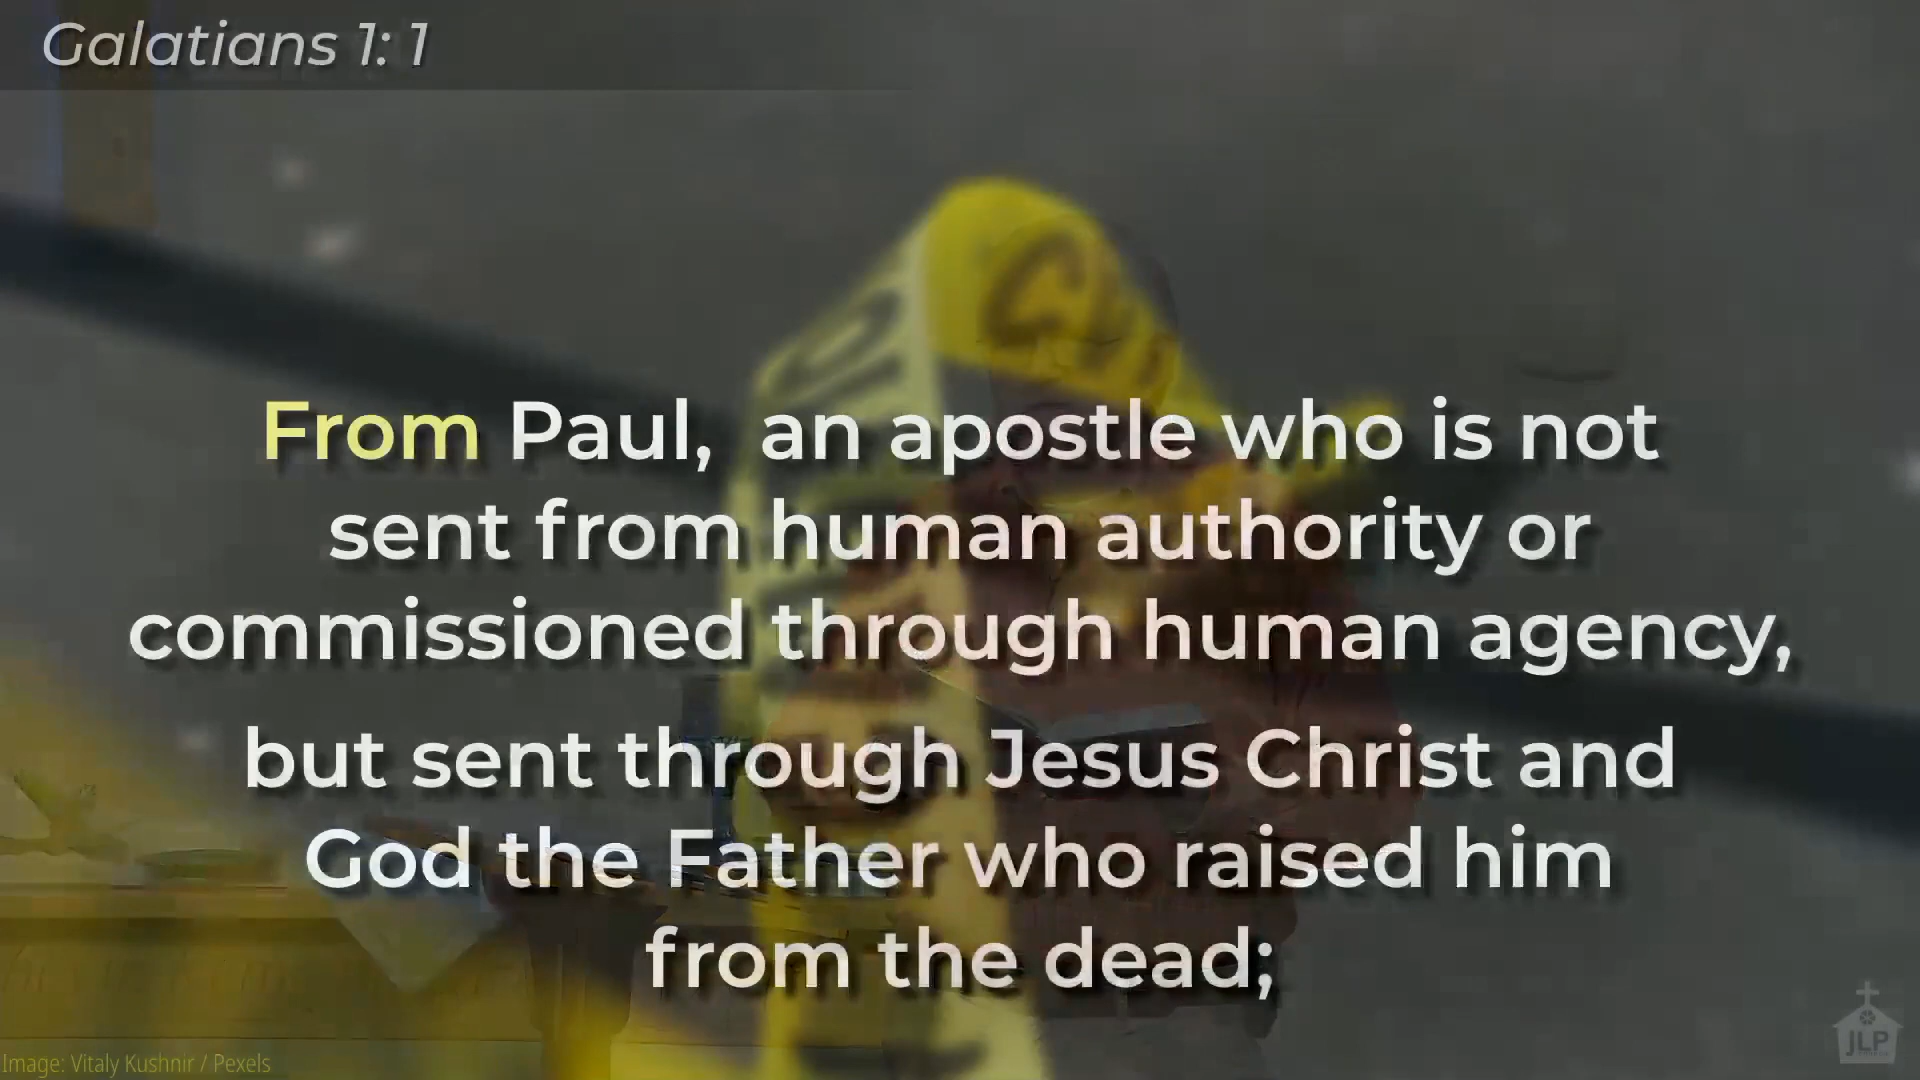 Galatians 1: 1
From Paul, an apostle who is not
sent from human authority or
commissioned through human agency,
but sent through Jesus Christ and
God the Father who raised him
from the dead;
Image: Vitaly Kushnir / Pexels
JLP